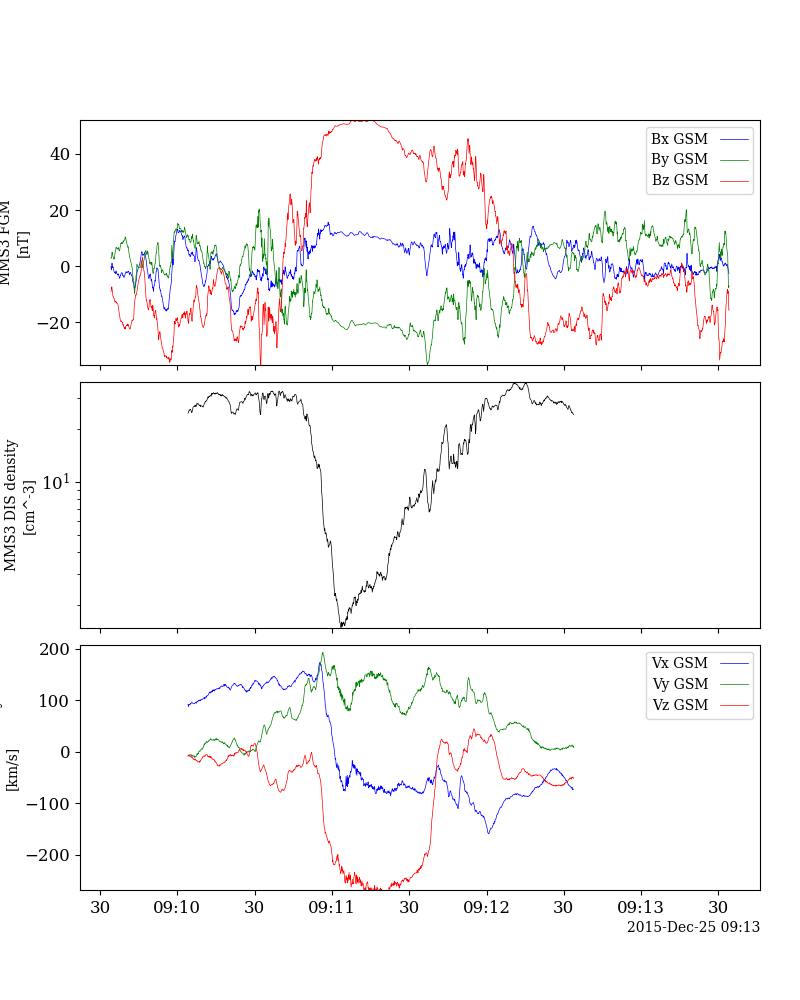 MMS3 FGM
[nT]
40
20
0
−20
Bx GSM
By GSM
Bz GSM
MMS3 DIS density
[cm^-3]
10^1
[km/s]
200
100
0
−100
−200
Vx GSM
Vy GSM
Vz GSM
30 09:10 30 09:11 30 09:12 30 09:13 30
2015-Dec-25 09:13